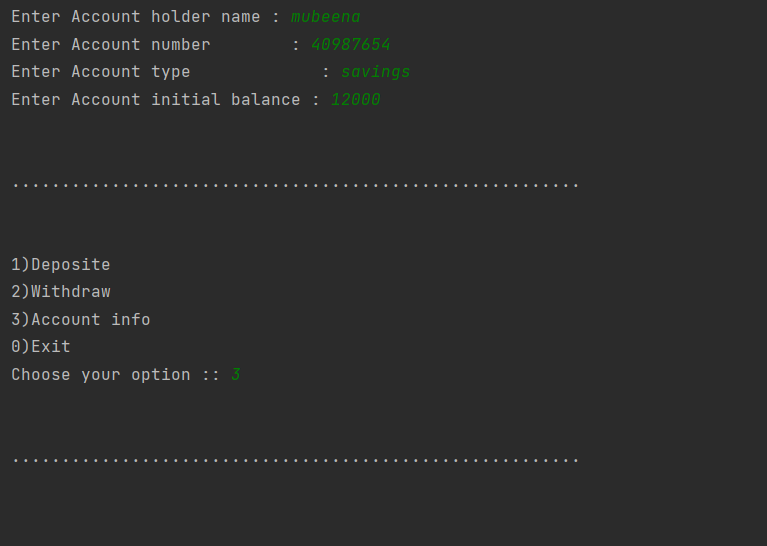 Enter Account holder name : mubeena
Enter Account number        : 40987654
Enter Account type             : savings
Enter Account initial balance : 12000
.........................................................
1)Deposite
2)Withdraw
3)Account info
0)Exit
Choose your option :: 3
.........................................................